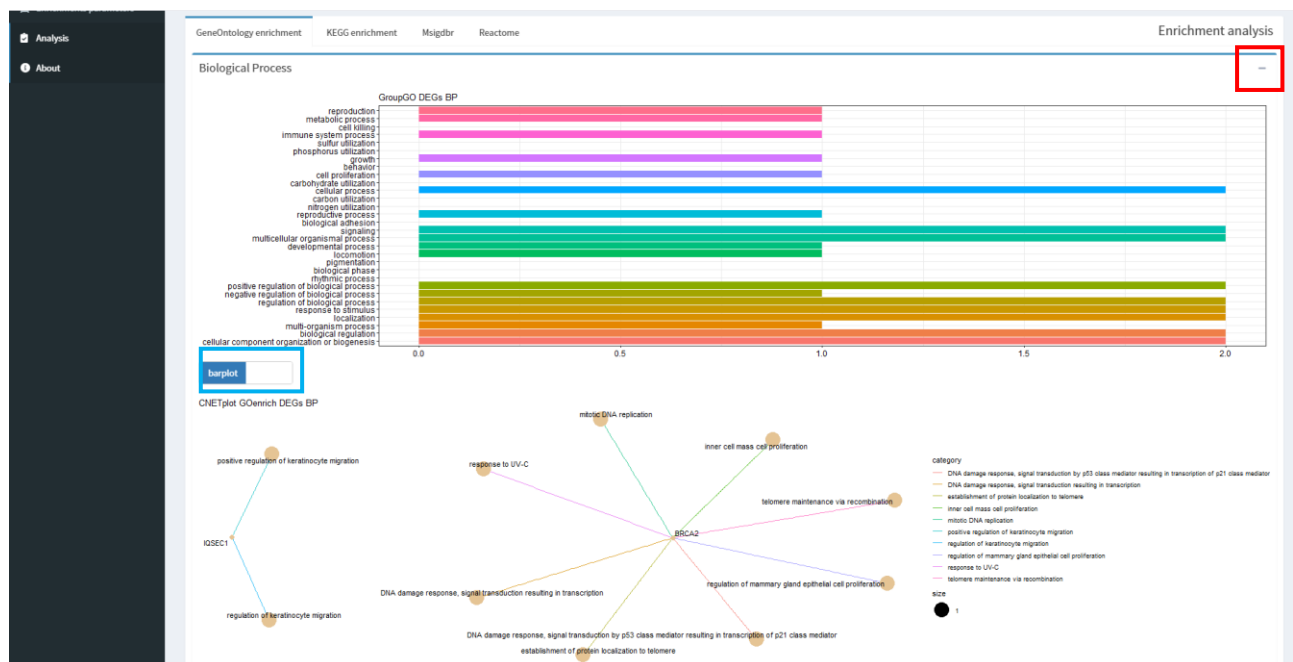 Analysis
About
GeneOntology enrichment KEGG enrichment Msigdbr Reactome Enrichment analysis
Biological Process
GroupGO DEGs BP
reproduction
metabolic process
cell killing
immune system process
sulfur utilization
phosphorus utilization
growth
behavior
cell proliferation
carbohydrate utilization
cellular process
carbon utilization
nitrogen utilization
reproductive process
biological adhesion
signaling
multicellular organismal process
developmental process
locomotion
pigmentation
biological phase
rhythmic process
positive regulation of biological process
negative regulation of biological process
regulation of biological process
response to stimulus
localization
multi-organism process
biological regulation
cellular component organization or biogenesis
0.0 0.5 1.0 1.5 2.0
barplot
CNETplot GOenrich DEGs BP
mitotic DNA replication
inner cell mass cell proliferation
positive regulation of keratinocyte migration
response to UV-C
telomere maintenance via recombination
BRCA2
IQSEC1
regulation of mammary gland epithelial cell proliferation
DNA damage response, signal transduction resulting in transcription
regulation of keratinocyte migration
DNA damage response, signal transduction by p53 class mediator resulting in transcription of p21 class mediator
establishment of protein localization to telomere
category
DNA damage response, signal transduction by p53 class mediator resulting in transcription of p21 class mediator
DNA damage response, signal transduction resulting in transcription
establishment of protein localization to telomere
inner cell mass cell proliferation
mitotic DNA replication
positive regulation of keratinocyte migration
regulation of keratinocyte migration
regulation of mammary gland epithelial cell proliferation
response to UV-C
telomere maintenance via recombination
size
1